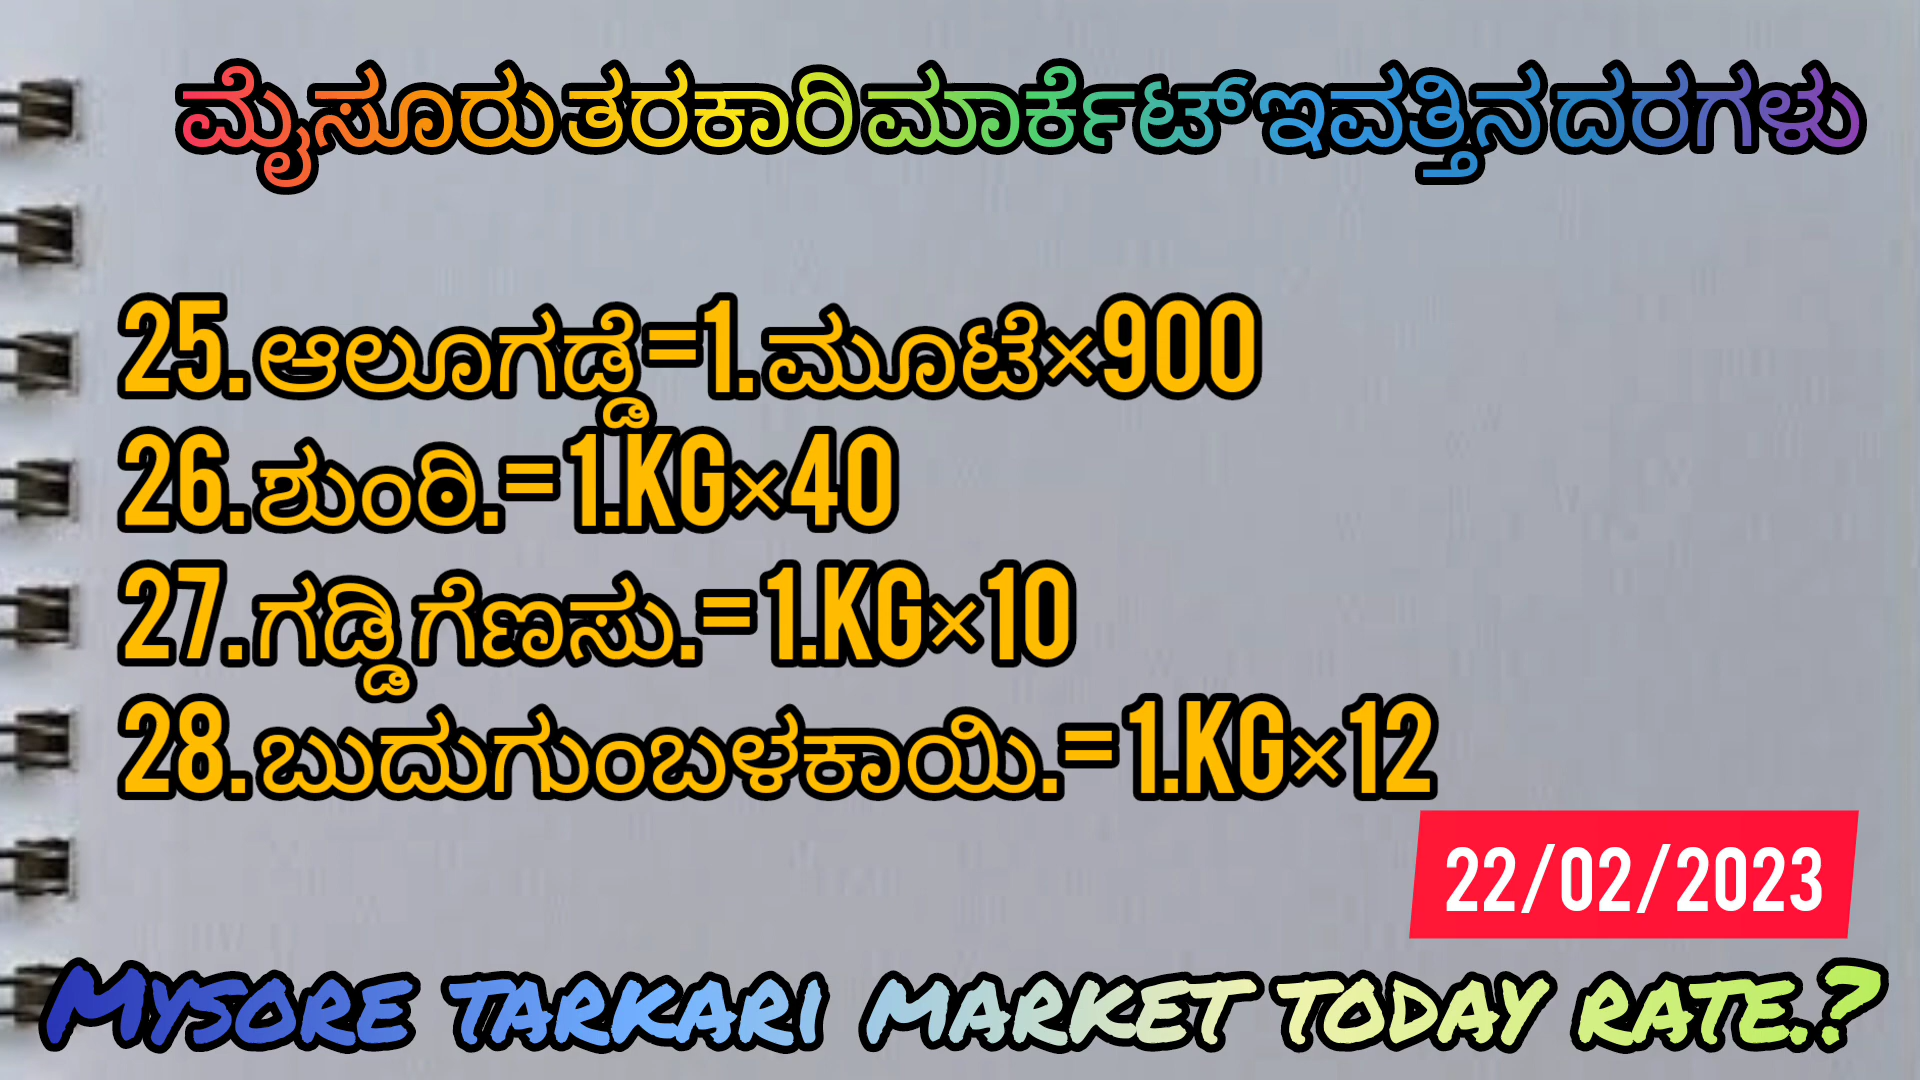 ಮೈಸೂರು ತರಕಾರಿ ಮಾರ್ಕೆಟ್ ಇವತ್ತಿನ ದರಗಳು
25.ಆಲೂಗಡ್ಡೆ=1.ಮೂಟೆ×900
26.ಶುಂಠಿ.=1.KG×40
27.ಗಡ್ಡಿಗೆಣಸು.=1.KG×10
28.ಬುದುಗುಂಬಳಕಾಯಿ.=1.KG×12
22/02/2023
MYSORE TARKARI MARKET TODAY RATE.?